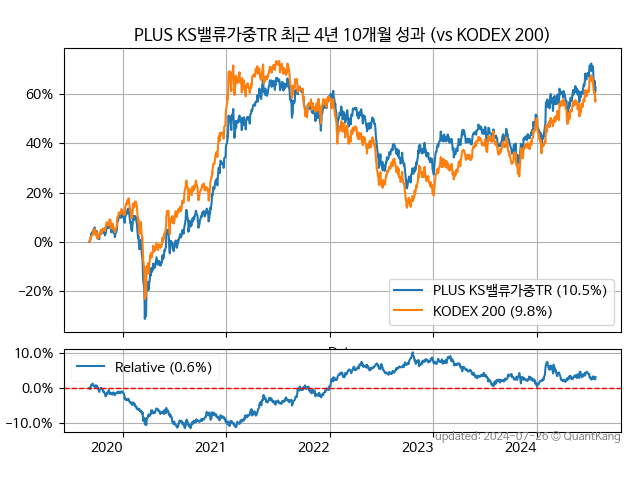 PLUS KS밸류가중TR 최근 4년 10개월 성과 (vs KODEX 200)
60%
40%
20%
0%
−20%
PLUS KS밸류가중TR (10.5%)
KODEX 200 (9.8%)
10.0%
0.0%
−10.0%
Relative (0.6%)
2020
2021
2022
2023
2024
updated: 2024-07-26 © QuantKang